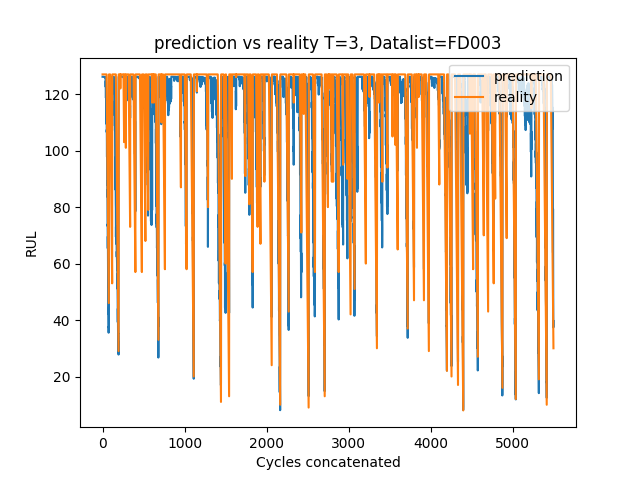 prediction vs reality T=3, Datalist=FD003
prediction
reality
RUL
120
100
80
60
40
20
0 1000 2000 3000 4000 5000
Cycles concatenated